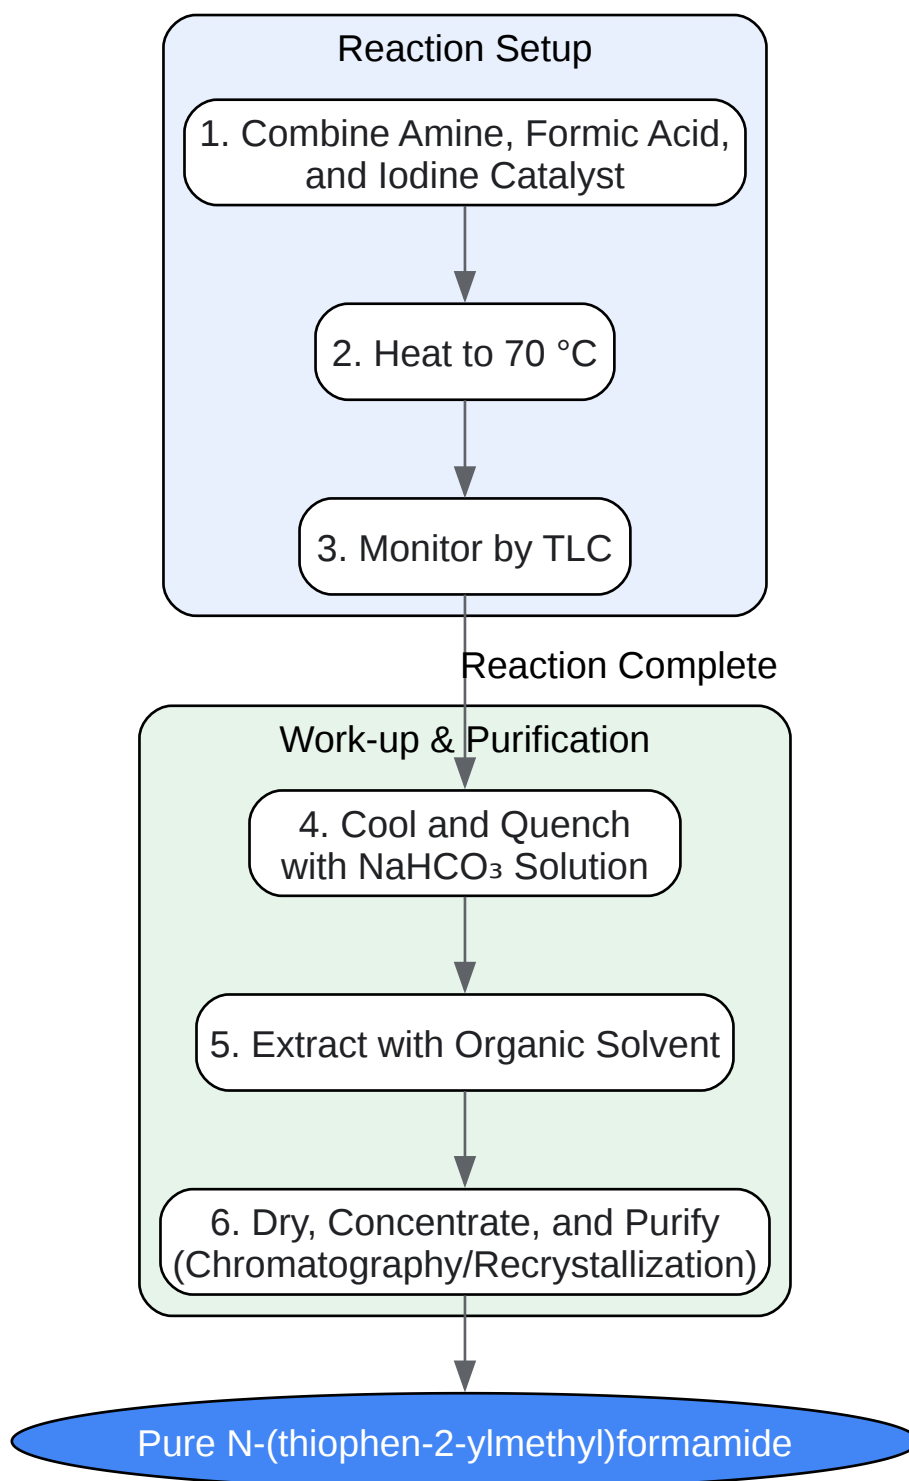 Reaction Setup
1. Combine Amine, Formic Acid,
and Iodine Catalyst
2. Heat to 70 °C
3. Monitor by TLC
Reaction Complete
Work-up & Purification
4. Cool and Quench
with NaHCO₃ Solution
5. Extract with Organic Solvent
6. Dry, Concentrate, and Purify
(Chromatography/Recrystallization)
Pure N-(thiophen-2-ylmethyl)formamide